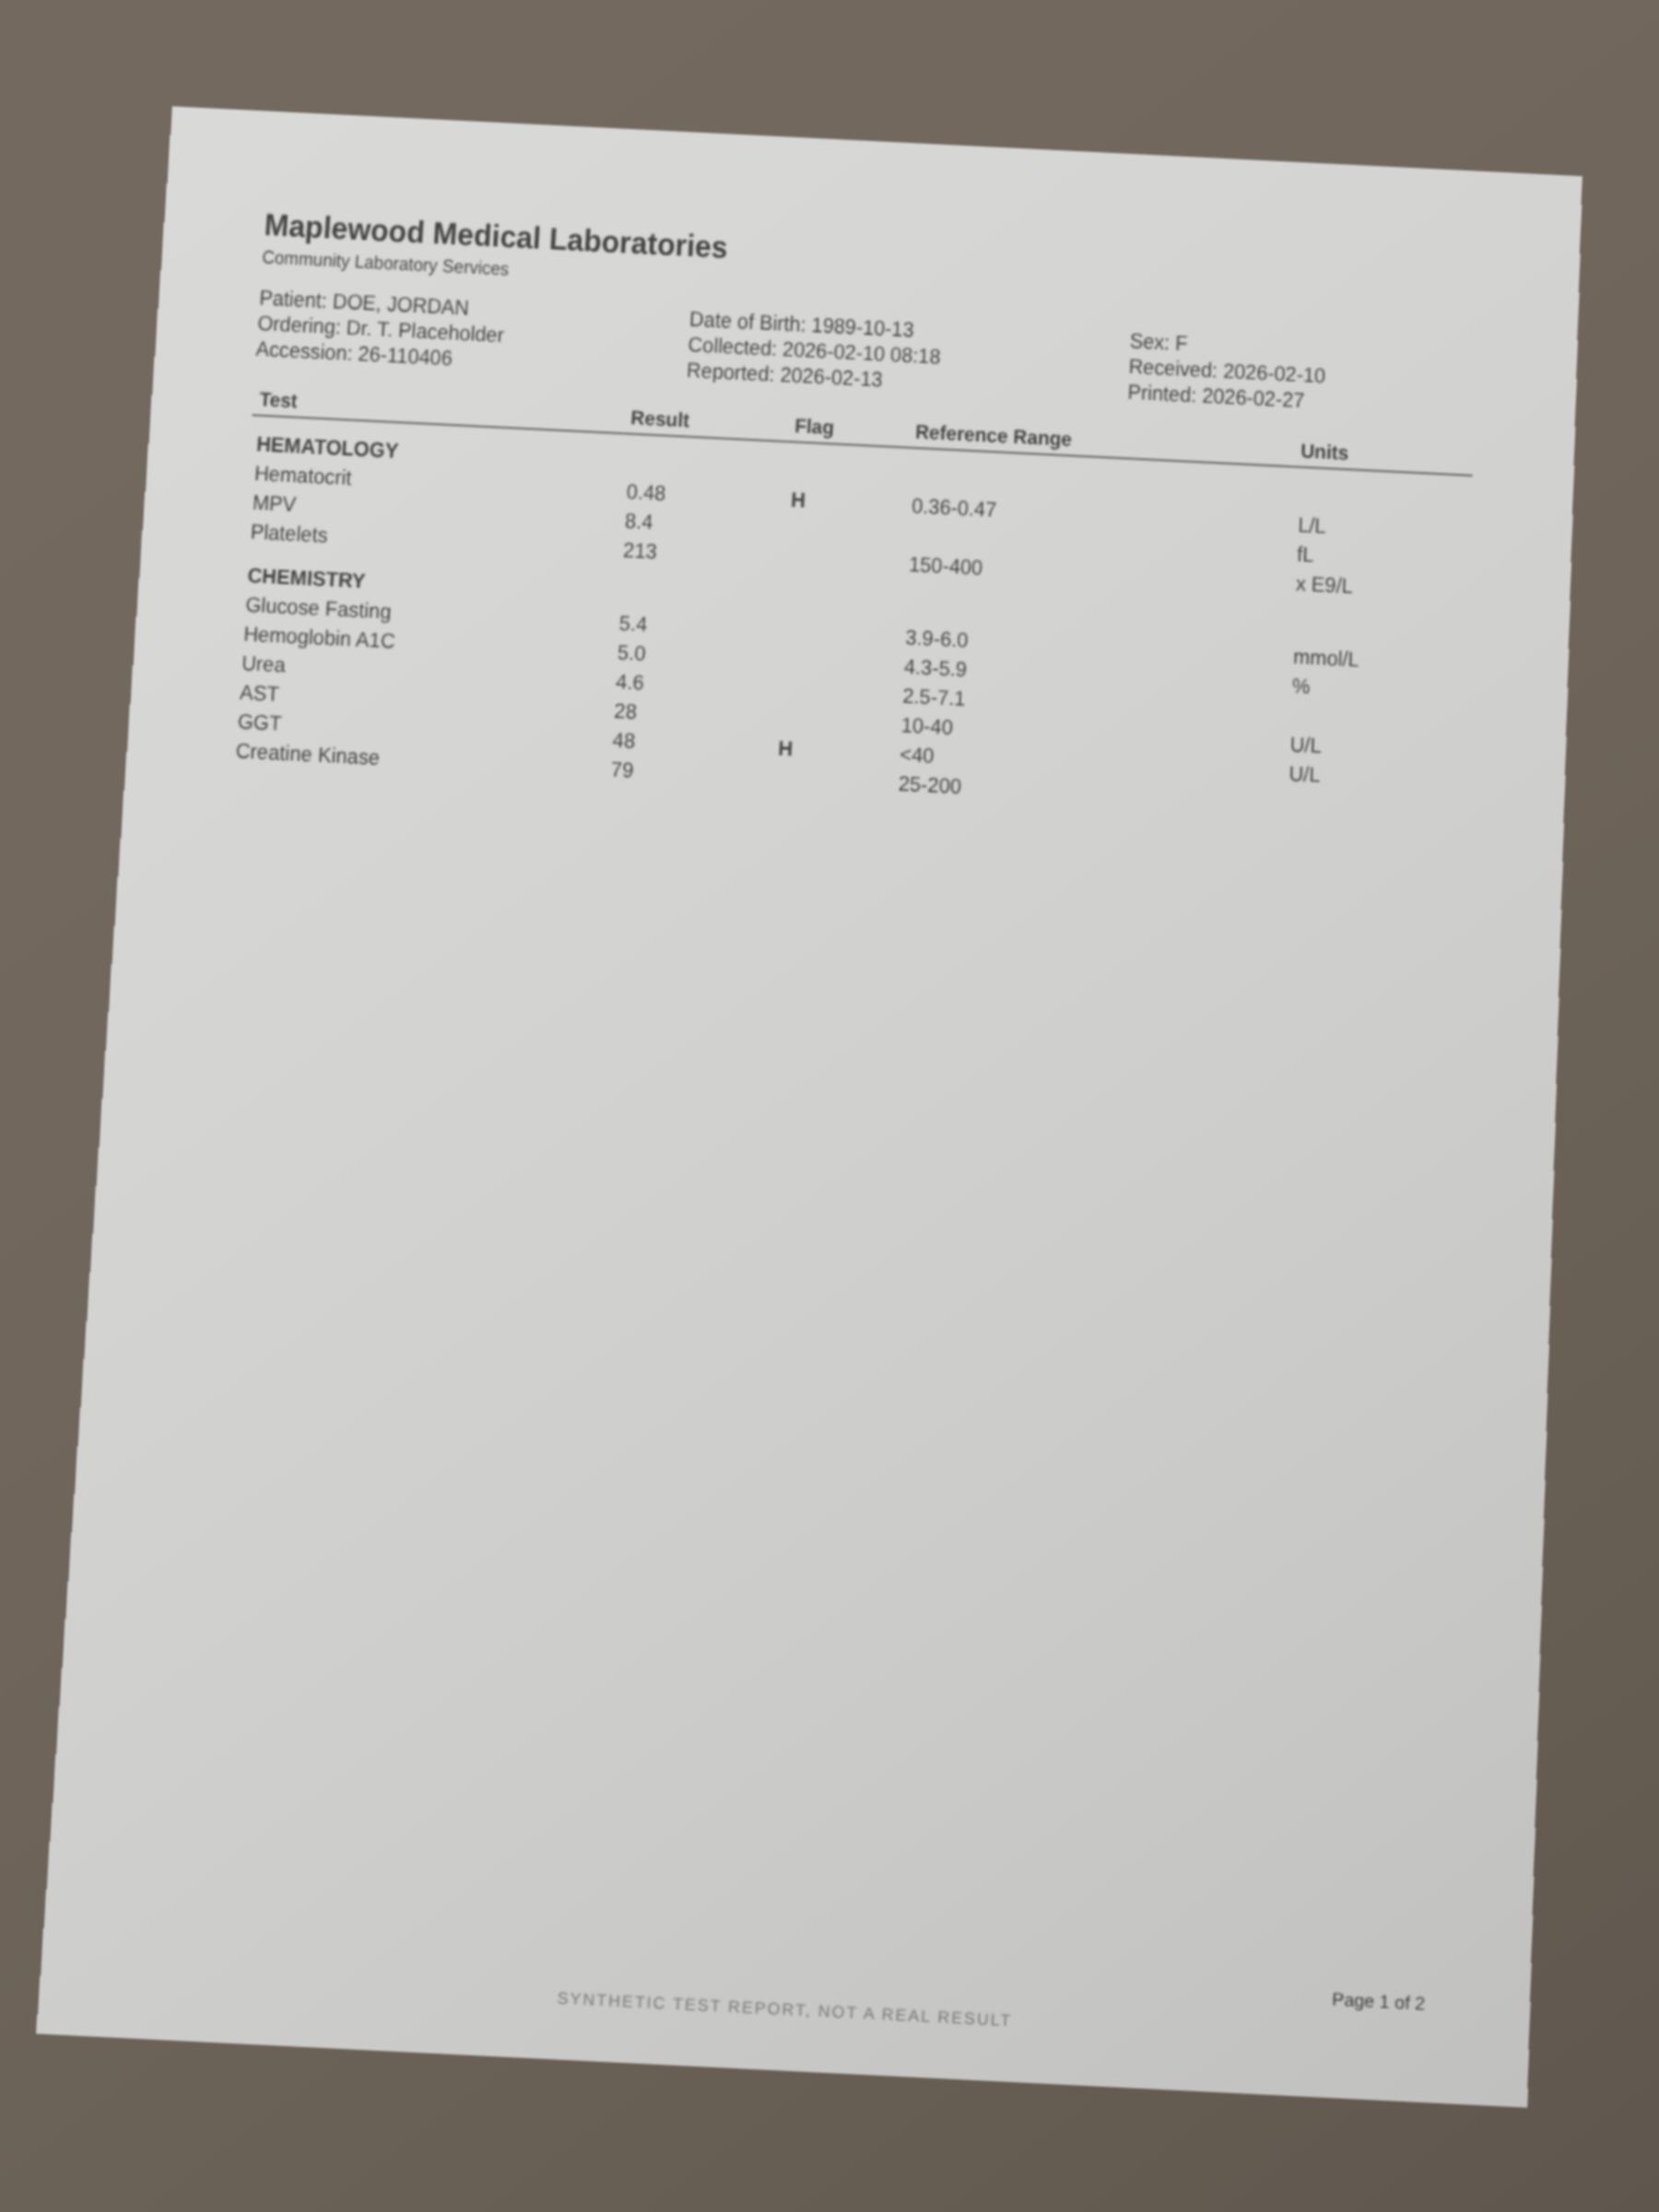 Maplewood Medical Laboratories
Community Laboratory Services
Patient: DOE, JORDAN Date of Birth: 1989-10-13 Sex: F
Ordering: Dr. T. Placeholder Collected: 2026-02-10 08:18 Received: 2026-02-10
Accession: 26-110406 Reported: 2026-02-13 Printed: 2026-02-27
Test Result Flag Reference Range Units
HEMATOLOGY
Hematocrit 0.48 H 0.36-0.47 L/L
MPV 8.4 fL
Platelets 213 150-400 x E9/L
CHEMISTRY
Glucose Fasting 5.4 3.9-6.0 mmol/L
Hemoglobin A1C 5.0 4.3-5.9 %
Urea 4.6 2.5-7.1
AST 28 10-40 U/L
GGT 48 H <40 U/L
Creatine Kinase 79 25-200
SYNTHETIC TEST REPORT, NOT A REAL RESULT
Page 1 of 2